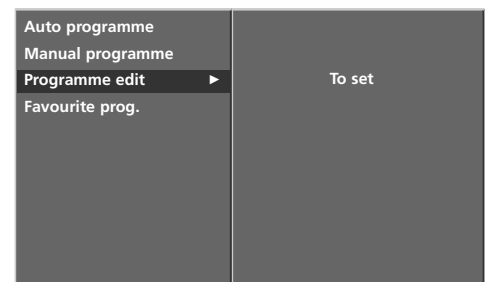 Auto programme
Manual programme
Programme edit ► To set
Favourite prog.